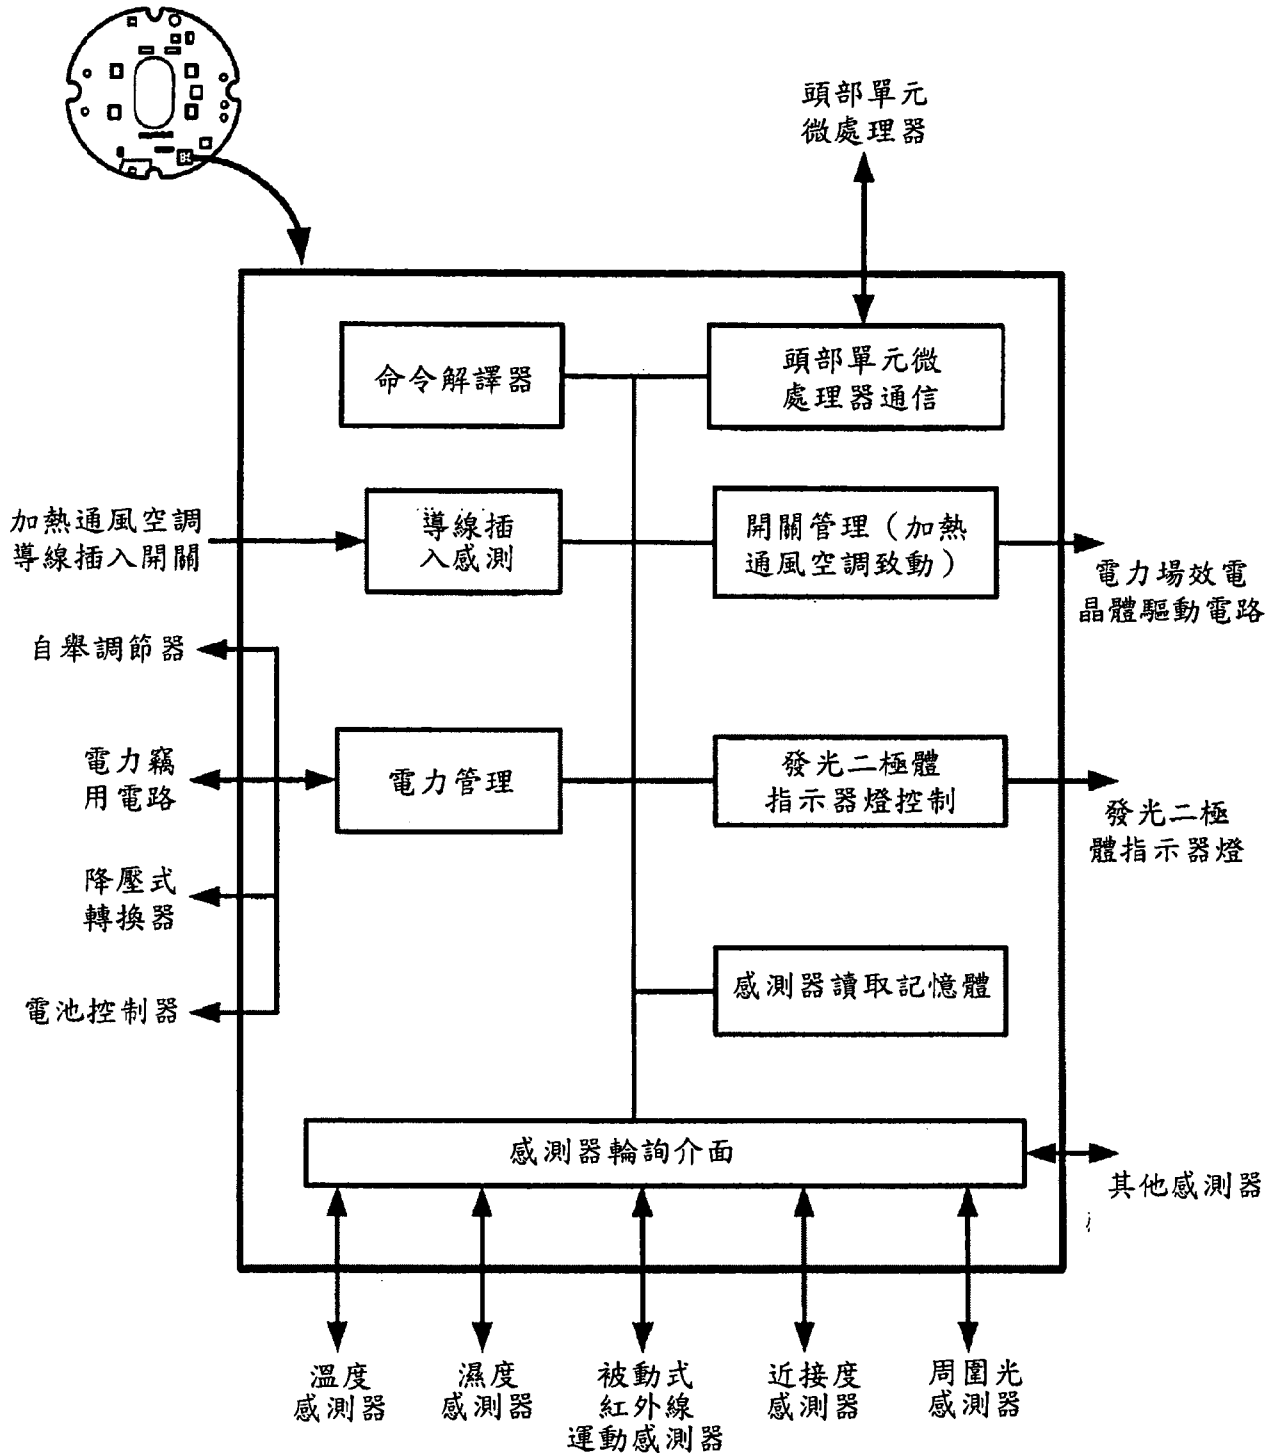 頭部單元
微處理器
命令解譯器
頭部單元微
處理器通信
加熱通風空調
導線插入開關
導線插
入感測
開關管理(加熱
通風空調致動)
電力場效電
晶體驅動電路
自舉調節器
電力竊
用電路
電力管理
發光二極體
指示器燈控制
發光二極
體指示器燈
降壓式
轉換器
感測器讀取記憶體
電池控制器
感測器輪詢介面
其他感測器
溫度
感測器
濕度
感測器
被動式
紅外線
運動感測器
近接度
感測器
周圍光
感測器